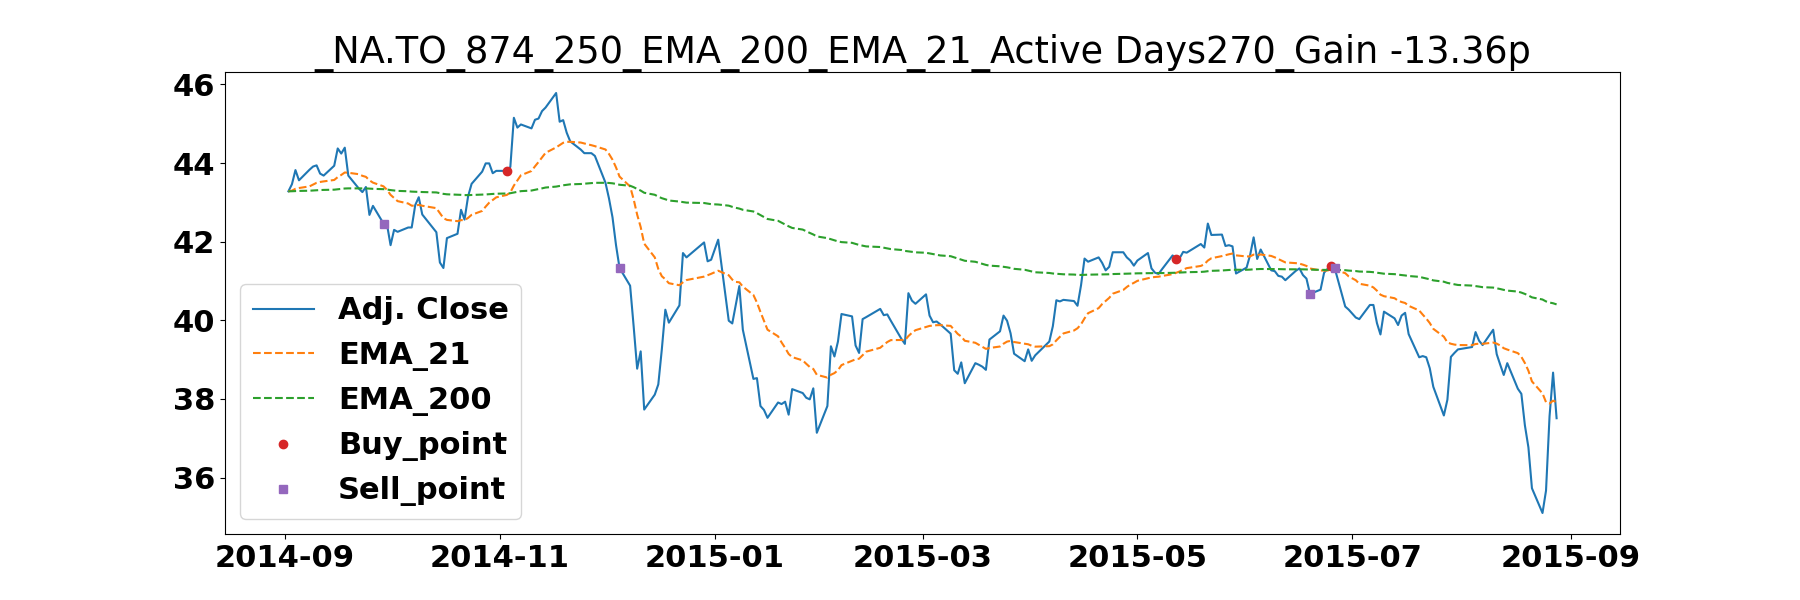 _NA.TO_874_250_EMA_200_EMA_21_Active Days270_Gain -13.36p
46
44
42
40
38
36
Adj. Close
EMA_21
EMA_200
Buy_point
Sell_point
2014-09 2014-11 2015-01 2015-03 2015-05 2015-07 2015-09